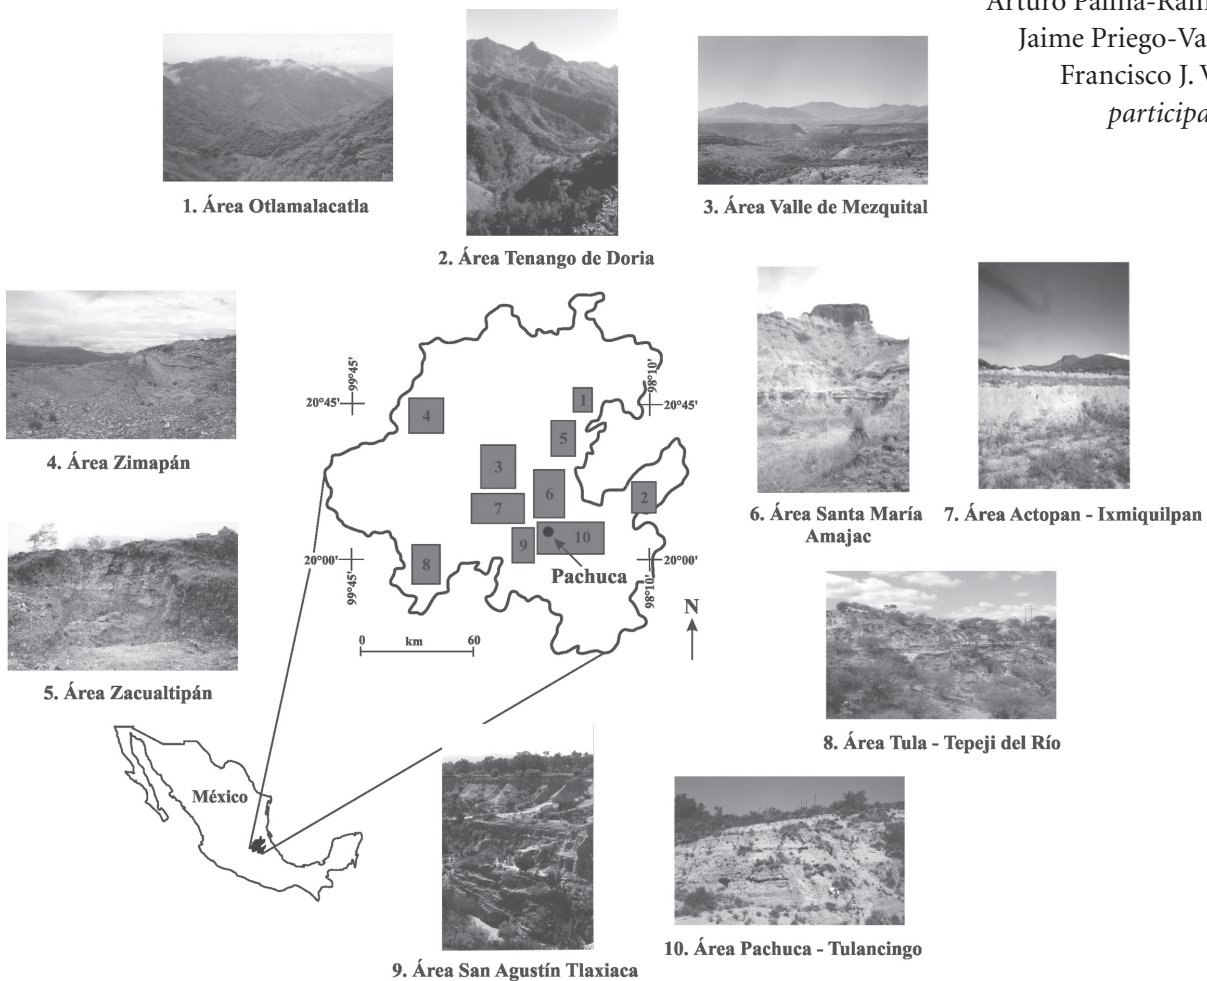 Arturo Palma-Ram
Jaime Priego-Va
Francisco J. V
participa
1. Área Otlamalacatla
2. Área Tenango de Doria
3. Área Valle de Mezquital
4. Área Zimapán
5. Área Zacualtipán
6. Área Santa María
Amajac
7. Área Actopan - Ixmiquilpan
99°45'
20°45'
98°10'
20°45'
1
4
5
3
6
2
7
10
9
8
Pachuca
20°00'
99°45'
98°10'
20°00'
0 km 60
N
8. Área Tula - Tepeji del Río
México
9. Área San Agustín Tlaxiaca
10. Área Pachuca - Tulancingo